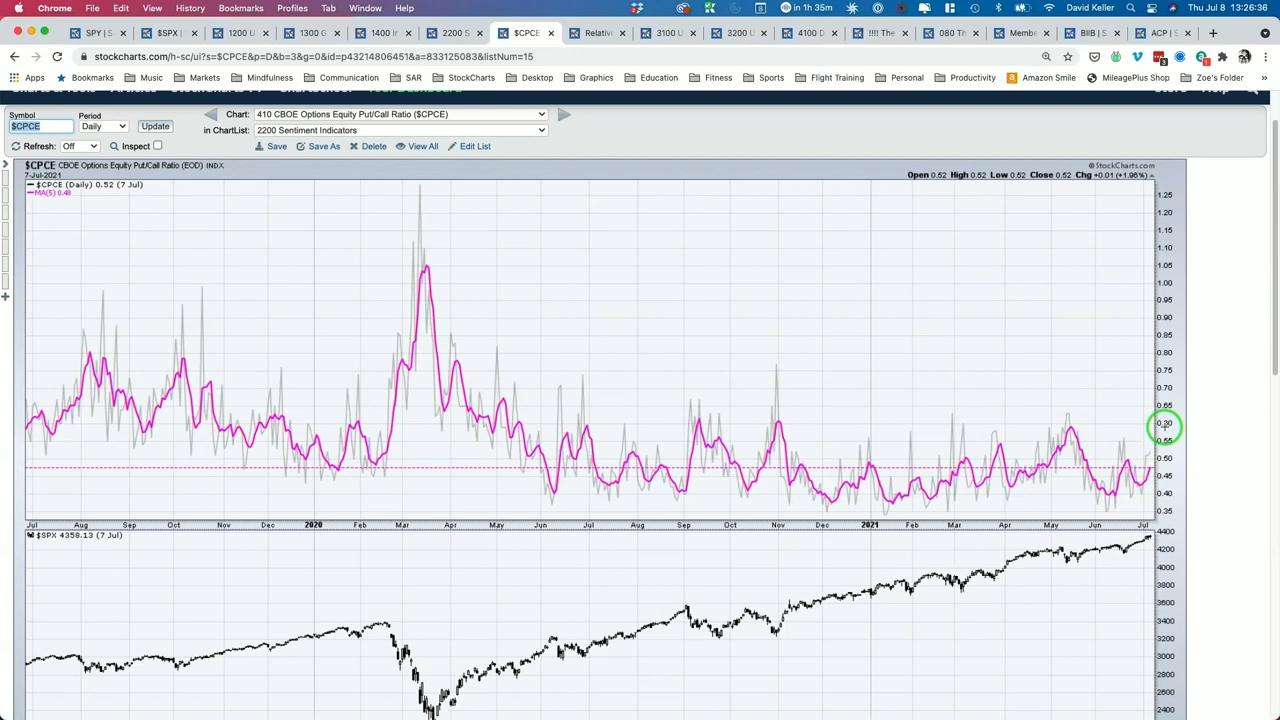 Chrome File Edit View History Bookmarks Profiles Tab Window Help in 1h 35m David Keller Thu Jul 8 13:26:36
SPY | S $SPX | 1200 U 1300 G 1400 In 2200 S $CPCE Relativ 3100 U 3200 U 4100 D !!!! The 080 Th Membe BIIB | S ACP | S
stockcharts.com/h-sc/ui?s=$CPCE&p=D&b=3&g=0&id=p43214806451&a=833125083&listNum=15
Apps Bookmarks Music Markets Mindfulness Communication SAR StockCharts Desktop Graphics Education Fitness Sports Flight Training Personal Productivity Amazon Smile MileagePlus Shop Zoe's Folder
Symbol Period Chart: 410 CBOE Options Equity Put/Call Ratio ($CPCE)
$CPCE Daily Update in ChartList: 2200 Sentiment Indicators
Refresh: Off Inspect Save Save As Delete View All Edit List
$CPCE CBOE Options Equity Put/Call Ratio (EOD) INDX © StockCharts.com
7-Jul-2021 Open 0.52 High 0.52 Low 0.52 Close 0.52 Chg +0.01 (+1.96%)
$CPCE (Daily) 0.52 (7 Jul)
MA(5) 0.48
1.25
1.20
1.15
1.10
1.05
1.00
0.95
0.90
0.85
0.80
0.75
0.70
0.65
0.55
0.50
0.45
0.40
0.35
Jul Aug Sep Oct Nov Dec 2020 Feb Mar Apr May Jun Jul Aug Sep Oct Nov Dec 2021 Feb Mar Apr May Jun Jul
$SPX 4358.13 (7 Jul)
4400
4200
4000
3800
3600
3400
3200
3000
2800
2600
2400